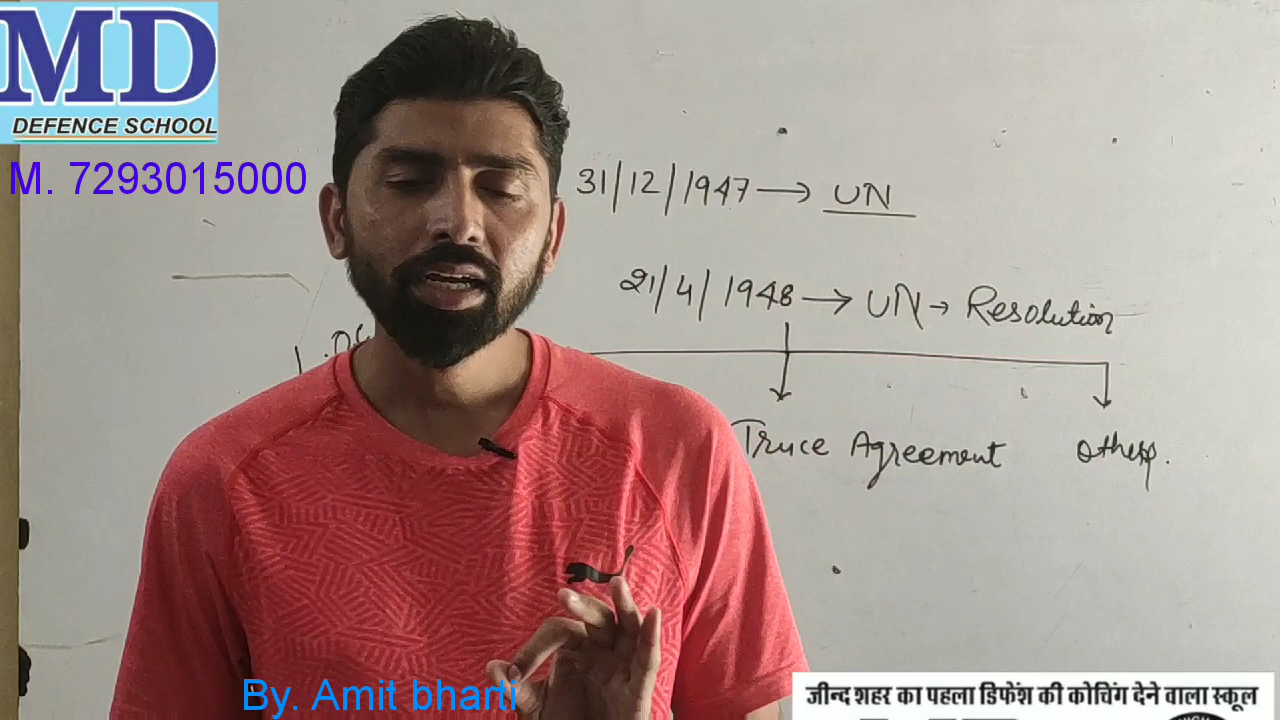 MD
DEFENCE SCHOOL
M. 7293015000
31/12/1947 → UN
21/4/1948 → UN → Resolution
Truce Agreement
Others.
By. Amit bharti
जीन्द शहर का पहला डिफेंश की कोचिंग देने वाला स्कूल